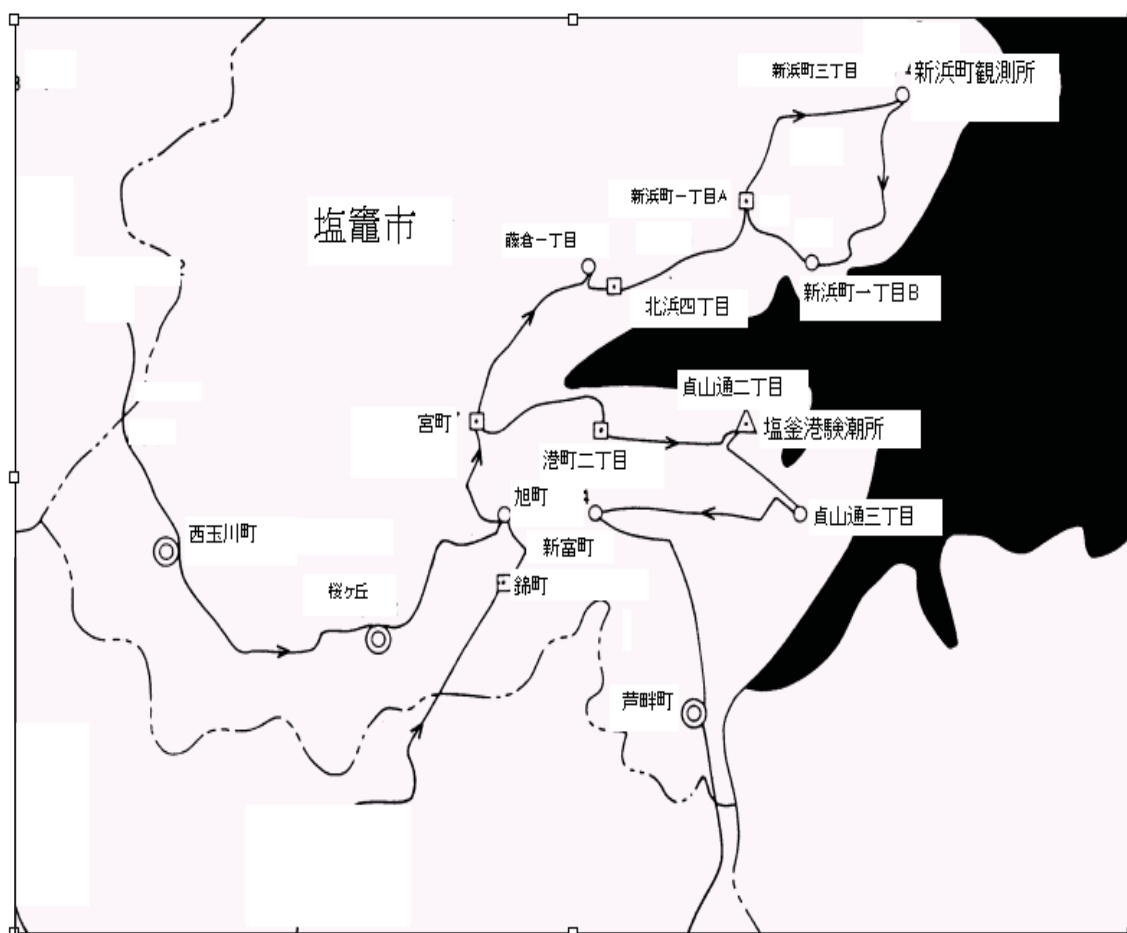 新浜町三丁目
新浜町観測所
新浜町一丁目A
塩竈市
藤倉一丁目
新浜町一丁目B
北浜四丁目
貞山通二丁目
宮町
塩釜港験潮所
港町二丁目
旭町
貞山通三丁目
西玉川町
新富町
桜ヶ丘
錦町
芦畔町